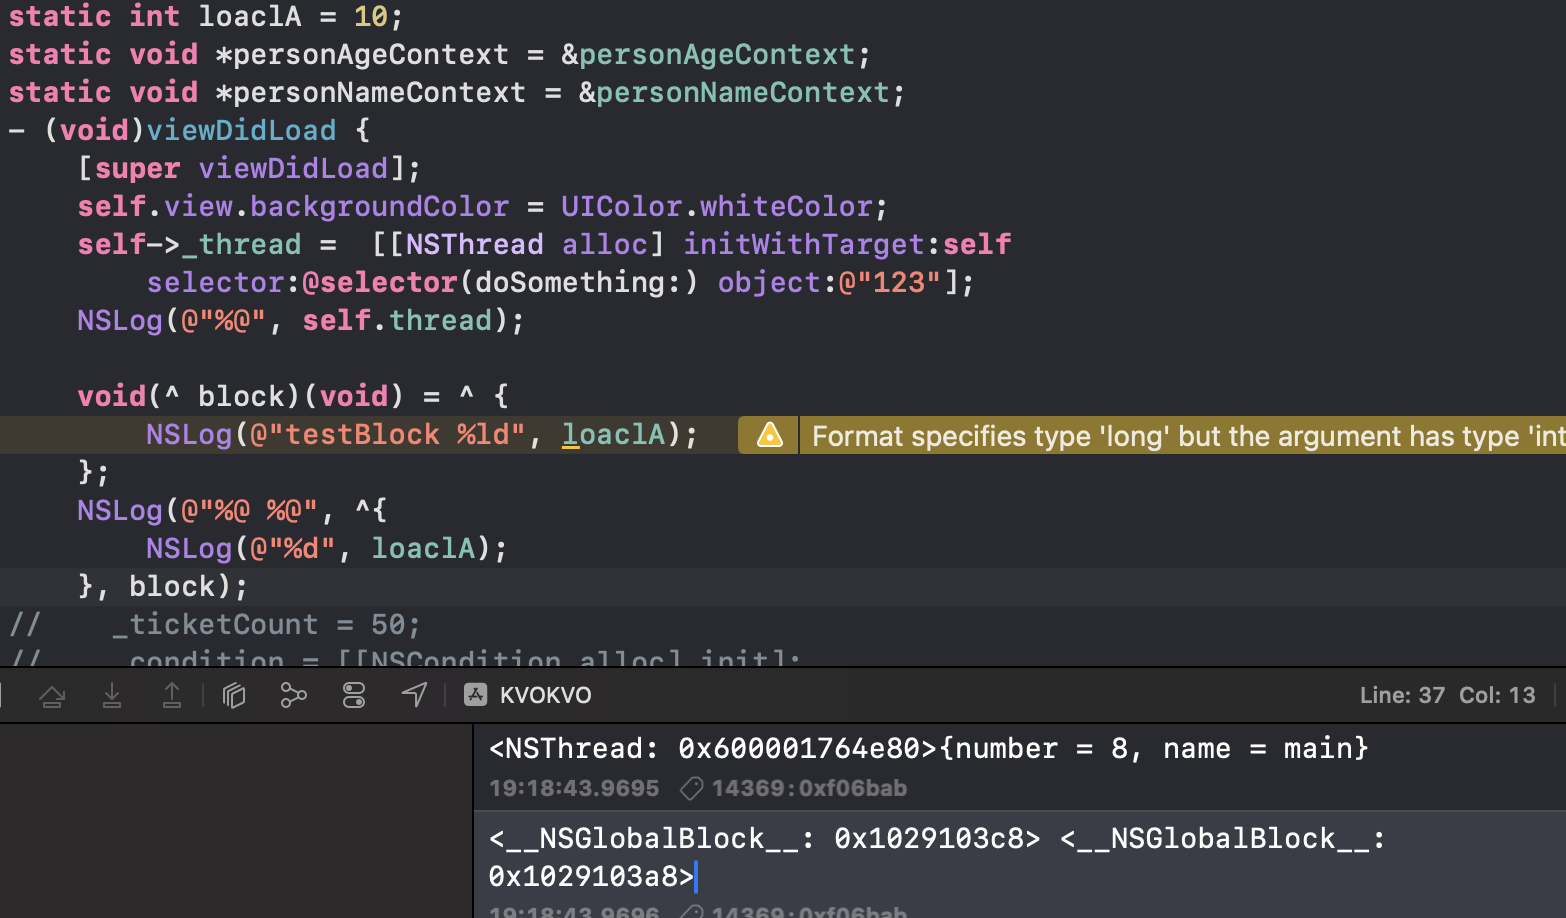 static int loaclA = 10;
static void *personAgeContext = &personAgeContext;
static void *personNameContext = &personNameContext;
- (void)viewDidLoad {
    [super viewDidLoad];
    self.view.backgroundColor = UIColor.whiteColor;
    self->_thread =  [[NSThread alloc] initWithTarget:self
        selector:@selector(doSomething:) object:@"123"];
    NSLog(@"%@", self.thread);
    void(^ block)(void) = ^ {
        NSLog(@"testBlock %ld", loaclA);
Format specifies type 'long' but the argument has type 'int
    };
    NSLog(@"%@ %@", ^{
        NSLog(@"%d", loaclA);
    }, block);
//    _ticketCount = 50;
//    _condition = [[NSCondition alloc] init];
KVOKVO
Line: 37  Col: 13
<NSThread: 0x600001764e80>{number = 8, name = main}
19:18:43.9695 14369:0xf06bab
<__NSGlobalBlock__: 0x1029103c8> <__NSGlobalBlock__:
0x1029103a8>
19:18:43.9696 14369:0xf06bab